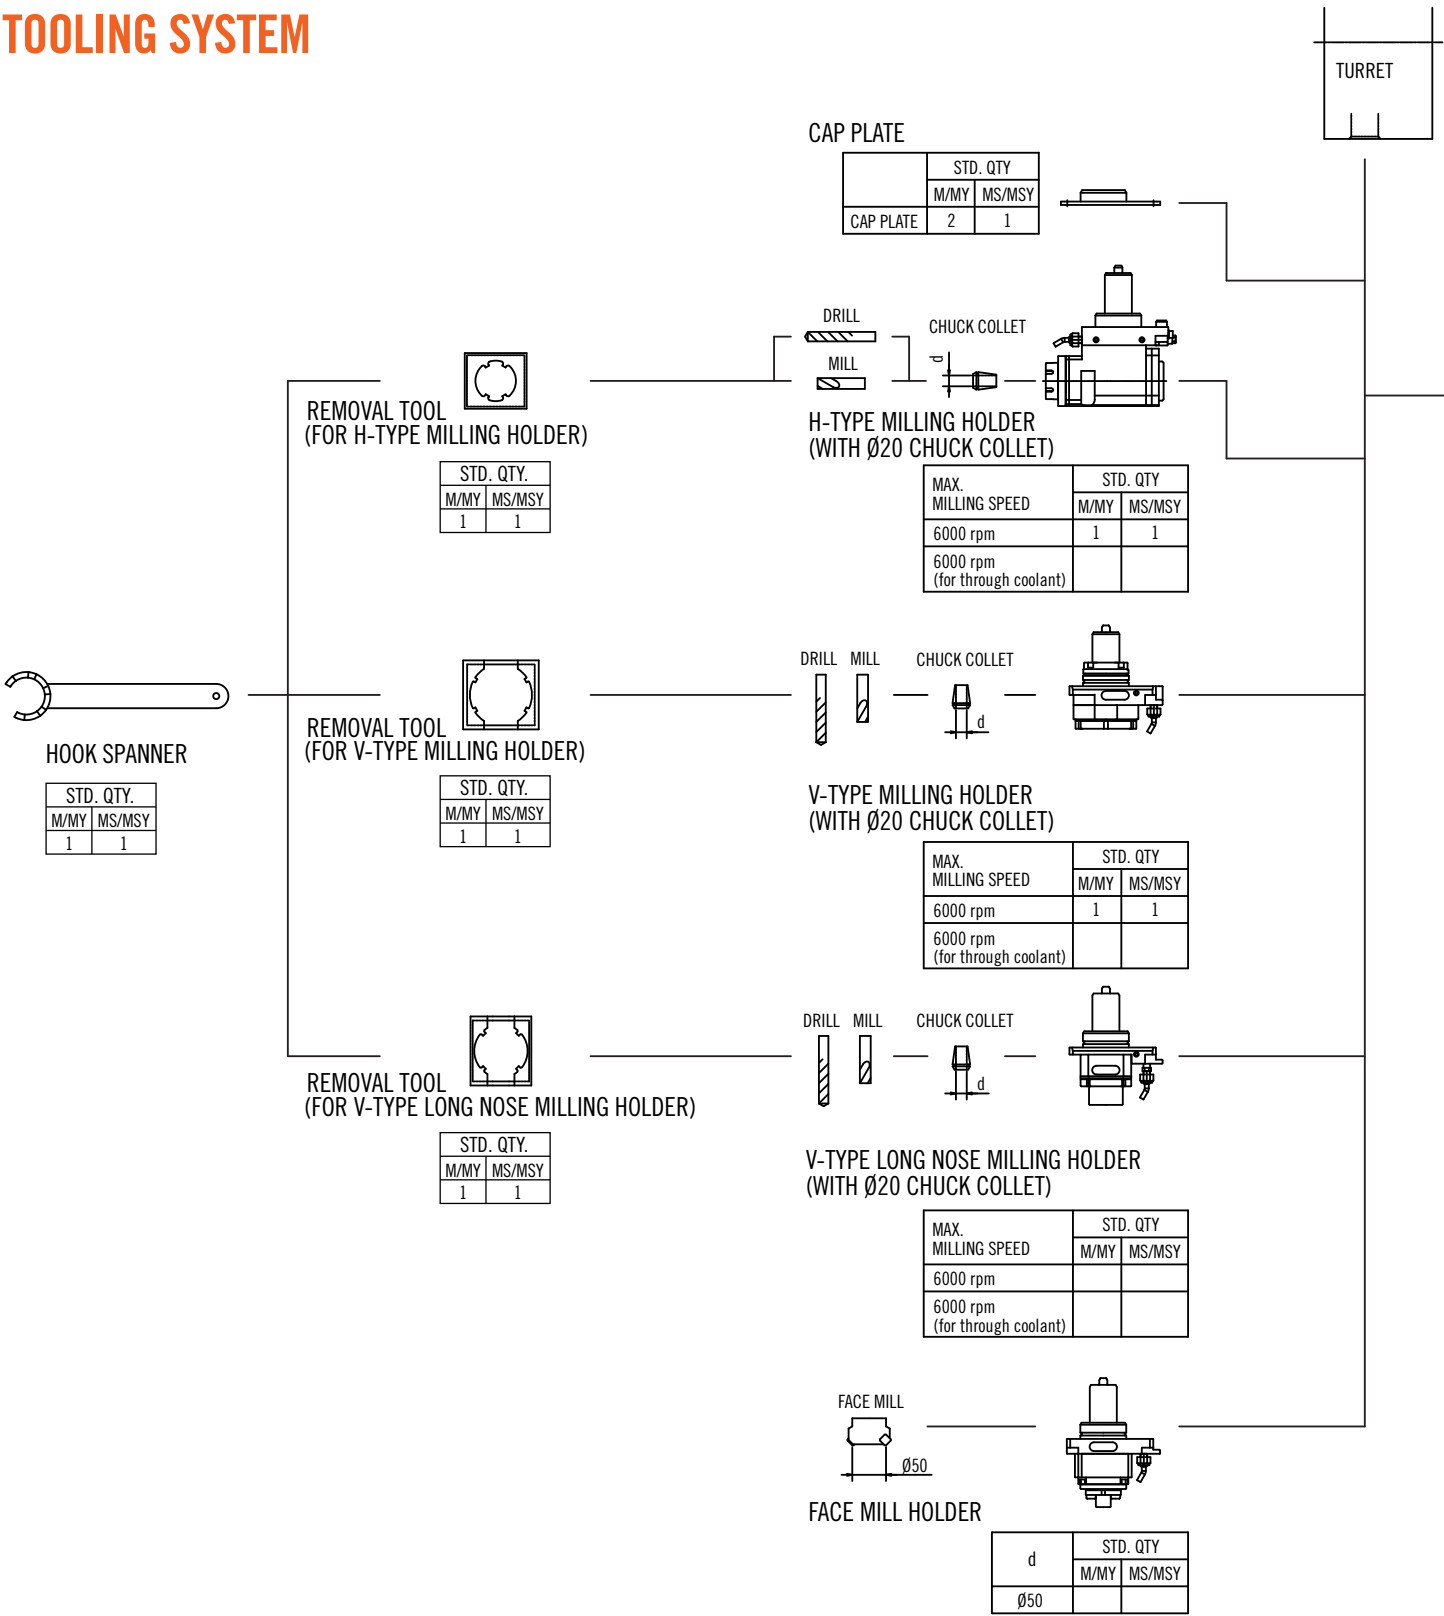 TOOLING SYSTEM
TURRET
CAP PLATE
STD. QTY
M/MY MS/MSY
CAP PLATE 2 1
DRILL
MILL
CHUCK COLLET
d
H-TYPE MILLING HOLDER
(WITH Ø20 CHUCK COLLET)
MAX.
MILLING SPEED
STD. QTY
M/MY MS/MSY
6000 rpm 1 1
6000 rpm
(for through coolant)
REMOVAL TOOL
(FOR H-TYPE MILLING HOLDER)
STD. QTY.
M/MY MS/MSY
1 1
HOOK SPANNER
STD. QTY.
M/MY MS/MSY
1 1
REMOVAL TOOL
(FOR V-TYPE MILLING HOLDER)
STD. QTY.
M/MY MS/MSY
1 1
DRILL MILL CHUCK COLLET
d
V-TYPE MILLING HOLDER
(WITH Ø20 CHUCK COLLET)
MAX.
MILLING SPEED
STD. QTY
M/MY MS/MSY
6000 rpm 1 1
6000 rpm
(for through coolant)
REMOVAL TOOL
(FOR V-TYPE LONG NOSE MILLING HOLDER)
STD. QTY.
M/MY MS/MSY
1 1
DRILL MILL CHUCK COLLET
d
V-TYPE LONG NOSE MILLING HOLDER
(WITH Ø20 CHUCK COLLET)
MAX.
MILLING SPEED
STD. QTY
M/MY MS/MSY
6000 rpm
6000 rpm
(for through coolant)
FACE MILL
Ø50
FACE MILL HOLDER
d
STD. QTY
M/MY MS/MSY
Ø50